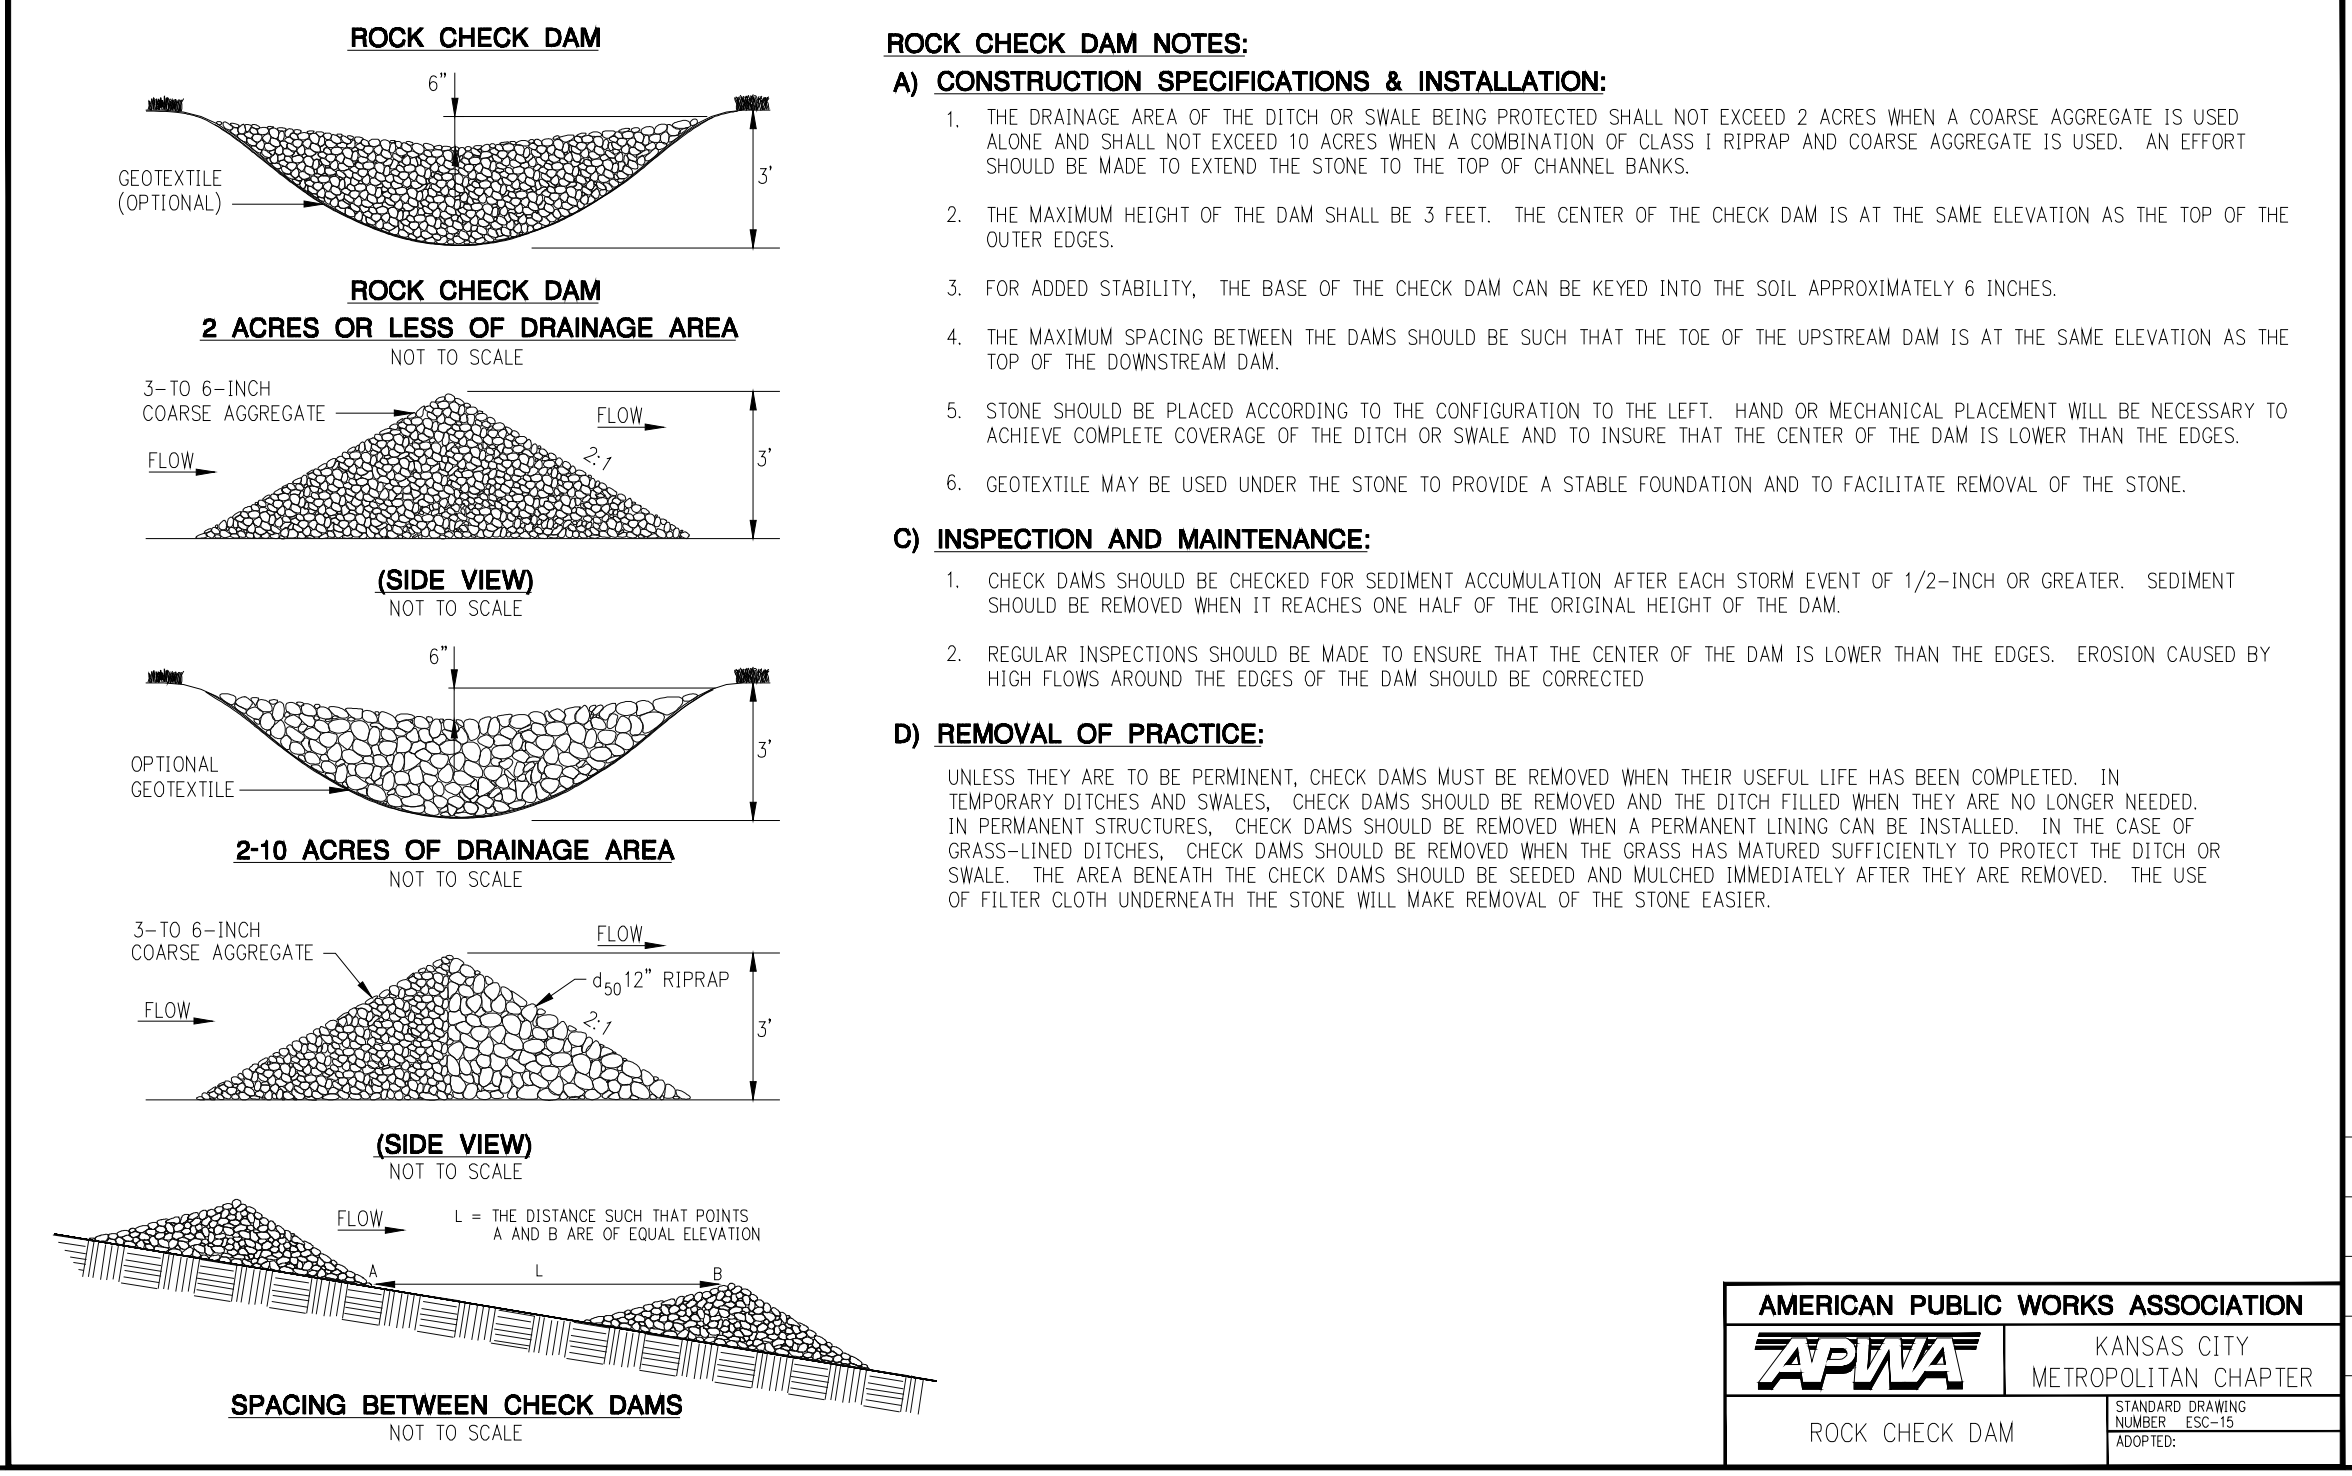 ROCK CHECK DAM
6"
3'
GEOTEXTILE
(OPTIONAL)
ROCK CHECK DAM
2 ACRES OR LESS OF DRAINAGE AREA
NOT TO SCALE
3-TO 6-INCH
COARSE AGGREGATE
FLOW
FLOW
2:1
3'
(SIDE VIEW)
NOT TO SCALE
6"
3'
OPTIONAL
GEOTEXTILE
2-10 ACRES OF DRAINAGE AREA
NOT TO SCALE
3-TO 6-INCH
COARSE AGGREGATE
FLOW
d50 12" RIPRAP
FLOW
2:1
3'
(SIDE VIEW)
NOT TO SCALE
FLOW
L = THE DISTANCE SUCH THAT POINTS
A AND B ARE OF EQUAL ELEVATION
A
L
B
SPACING BETWEEN CHECK DAMS
NOT TO SCALE
ROCK CHECK DAM NOTES:
A) CONSTRUCTION SPECIFICATIONS & INSTALLATION:
1. THE DRAINAGE AREA OF THE DITCH OR SWALE BEING PROTECTED SHALL NOT EXCEED 2 ACRES WHEN A COARSE AGGREGATE IS USED
ALONE AND SHALL NOT EXCEED 10 ACRES WHEN A COMBINATION OF CLASS I RIPRAP AND COARSE AGGREGATE IS USED. AN EFFORT
SHOULD BE MADE TO EXTEND THE STONE TO THE TOP OF CHANNEL BANKS.
2. THE MAXIMUM HEIGHT OF THE DAM SHALL BE 3 FEET. THE CENTER OF THE CHECK DAM IS AT THE SAME ELEVATION AS THE TOP OF THE
OUTER EDGES.
3. FOR ADDED STABILITY, THE BASE OF THE CHECK DAM CAN BE KEYED INTO THE SOIL APPROXIMATELY 6 INCHES.
4. THE MAXIMUM SPACING BETWEEN THE DAMS SHOULD BE SUCH THAT THE TOE OF THE UPSTREAM DAM IS AT THE SAME ELEVATION AS THE
TOP OF THE DOWNSTREAM DAM.
5. STONE SHOULD BE PLACED ACCORDING TO THE CONFIGURATION TO THE LEFT. HAND OR MECHANICAL PLACEMENT WILL BE NECESSARY TO
ACHIEVE COMPLETE COVERAGE OF THE DITCH OR SWALE AND TO INSURE THAT THE CENTER OF THE DAM IS LOWER THAN THE EDGES.
6. GEOTEXTILE MAY BE USED UNDER THE STONE TO PROVIDE A STABLE FOUNDATION AND TO FACILITATE REMOVAL OF THE STONE.
C) INSPECTION AND MAINTENANCE:
1. CHECK DAMS SHOULD BE CHECKED FOR SEDIMENT ACCUMULATION AFTER EACH STORM EVENT OF 1/2-INCH OR GREATER. SEDIMENT
SHOULD BE REMOVED WHEN IT REACHES ONE HALF OF THE ORIGINAL HEIGHT OF THE DAM.
2. REGULAR INSPECTIONS SHOULD BE MADE TO ENSURE THAT THE CENTER OF THE DAM IS LOWER THAN THE EDGES. EROSION CAUSED BY
HIGH FLOWS AROUND THE EDGES OF THE DAM SHOULD BE CORRECTED
D) REMOVAL OF PRACTICE:
UNLESS THEY ARE TO BE PERMINENT, CHECK DAMS MUST BE REMOVED WHEN THEIR USEFUL LIFE HAS BEEN COMPLETED. IN
TEMPORARY DITCHES AND SWALES, CHECK DAMS SHOULD BE REMOVED AND THE DITCH FILLED WHEN THEY ARE NO LONGER NEEDED.
IN PERMANENT STRUCTURES, CHECK DAMS SHOULD BE REMOVED WHEN A PERMANENT LINING CAN BE INSTALLED. IN THE CASE OF
GRASS-LINED DITCHES, CHECK DAMS SHOULD BE REMOVED WHEN THE GRASS HAS MATURED SUFFICIENTLY TO PROTECT THE DITCH OR
SWALE. THE AREA BENEATH THE CHECK DAMS SHOULD BE SEEDED AND MULCHED IMMEDIATELY AFTER THEY ARE REMOVED. THE USE
OF FILTER CLOTH UNDERNEATH THE STONE WILL MAKE REMOVAL OF THE STONE EASIER.
AMERICAN PUBLIC WORKS ASSOCIATION
APWA
KANSAS CITY
METROPOLITAN CHAPTER
ROCK CHECK DAM
STANDARD DRAWING
NUMBER ESC-15
ADOPTED: